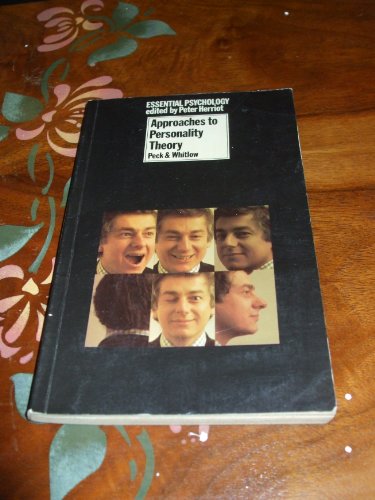 ESSENTIAL PSYCHOLOGY
edited by Peter Herriot
Approaches to
Personality
Theory
Peck & Whitlow